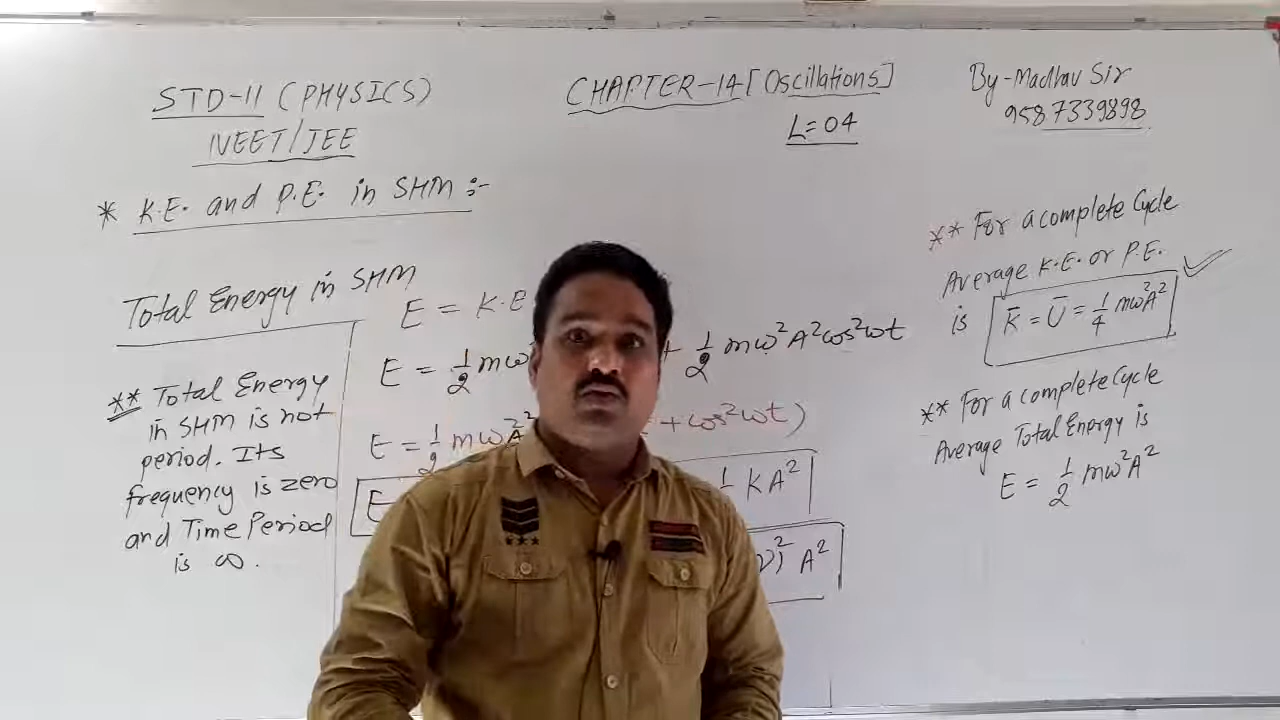 STD-11 (PHYSICS)
NEET/JEE
CHAPTER-14 [Oscillations]
L=04
By-Madhav Sir
9587339898
* K.E. and P.E. in SHM :-
Total Energy in SHM
E = K.E
E = 1/2 mω + 1/2 mω²A²cos²ωt
E = 1/2 mω²A² + cos²ωt)
E 1/2 KA²
ν)² A²
** Total Energy
in SHM is not
period. Its
frequency is zero
and Time Period
is ∞.
** For a complete Cycle
Average K.E. or P.E.
is K̄ = Ū = 1/4 mω²A²
** For a complete Cycle
Average Total Energy is
E = 1/2 mω²A²